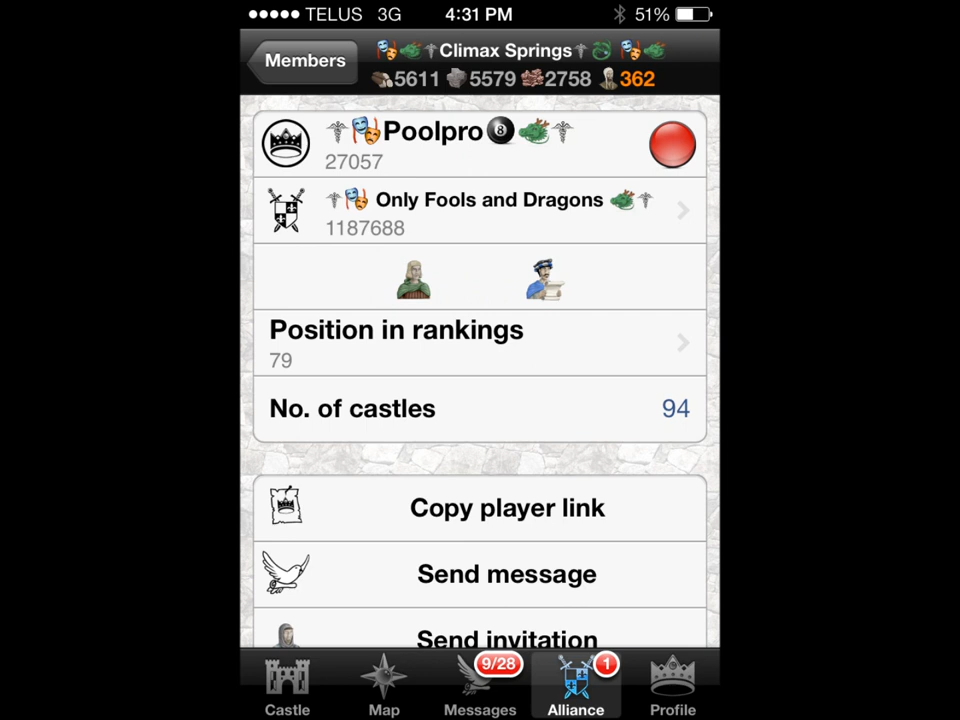 TELUS 3G 4:31 PM 51%
Members
Climax Springs
5611 5579 2758 362
Poolpro 8
27057
Only Fools and Dragons
1187688
Position in rankings
79
No. of castles 94
Copy player link
Send message
Send invitation
9/28 1
Castle Map Messages Alliance Profile